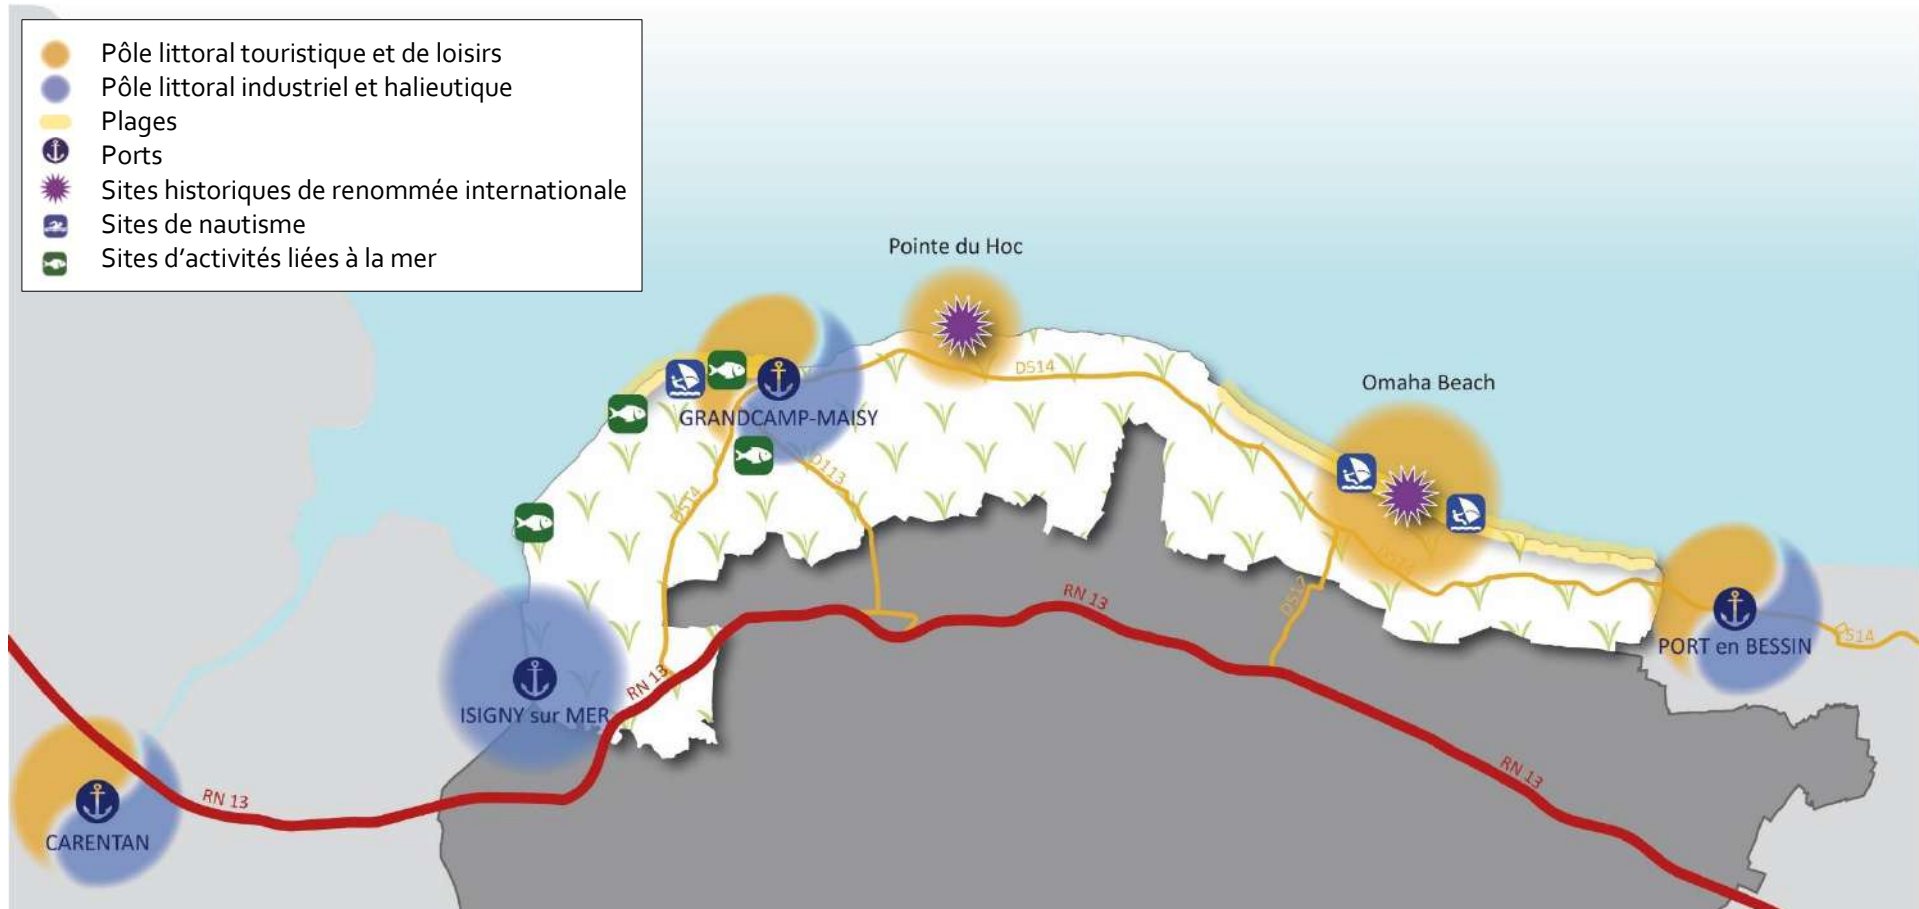 Pôle littoral touristique et de loisirs
Pôle littoral industriel et halieutique
Plages
Ports
Sites historiques de renommée internationale
Sites de nautisme
Sites d'activités liées à la mer
Pointe du Hoc
D514
Omaha Beach
GRANDCAMP-MAISY
D113
D514
D514
D517
RN 13
PORT en BESSIN
D514
RN 13
ISIGNY sur MER
RN 13
RN 13
CARENTAN